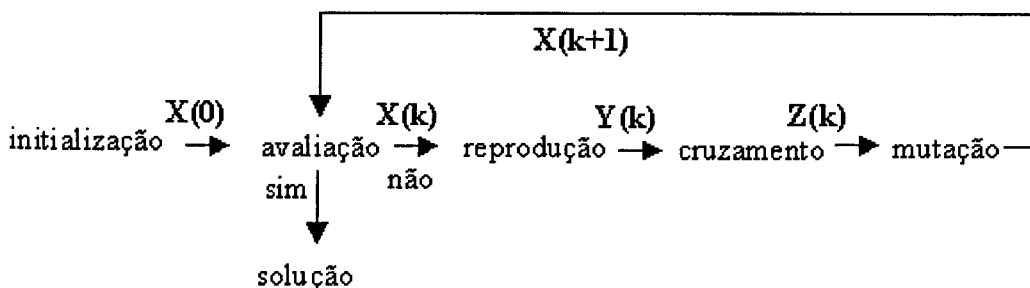 X(k+1)
X(0) X(k) Y(k) Z(k)
initialização avaliação reprodução cruzamento mutação
sim não
solução